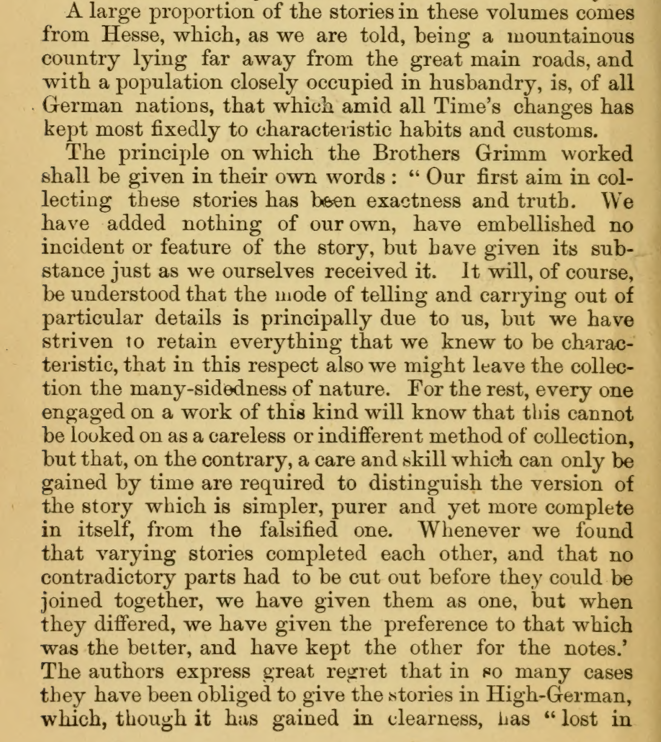 A large proportion of the stories in these volumes comes
from Hesse, which, as we are told, being a mountainous
country lying far away from the great main roads, and
with a population closely occupied in husbandry, is, of all
German nations, that which amid all Time's changes has
kept most fixedly to characteristic habits and customs.
The principle on which the Brothers Grimm worked
shall be given in their own words: “ Our first aim in col-
lecting these stories has been exactness and truth. We
have added nothing of our own, have embellished no
incident or feature of the story, but have given its sub-
stance just as we ourselves received it. It will, of course,
be understood that the mode of telling and carrying out of
particular details is principally due to us, but we have
striven to retain everything that we knew to be charac-
teristic, that in this respect also we might leave the collec-
tion the many-sidedness of nature. For the rest, every one
engaged on a work of this kind will know that this cannot
be looked on as a careless or indifferent method of collection,
but that, on the contrary, a care and skill which can only be
gained by time are required to distinguish the version of
the story which is simpler, purer and yet more complete
in itself, from the falsified one. Whenever we found
that varying stories completed each other, and that no
contradictory parts had to be cut out before they could be
joined together, we have given them as one, but when
they differed, we have given the preference to that which
was the better, and have kept the other for the notes.’
The authors express great regret that in so many cases
they have been obliged to give the stories in High-German,
which, though it has gained in clearness, has “ lost in